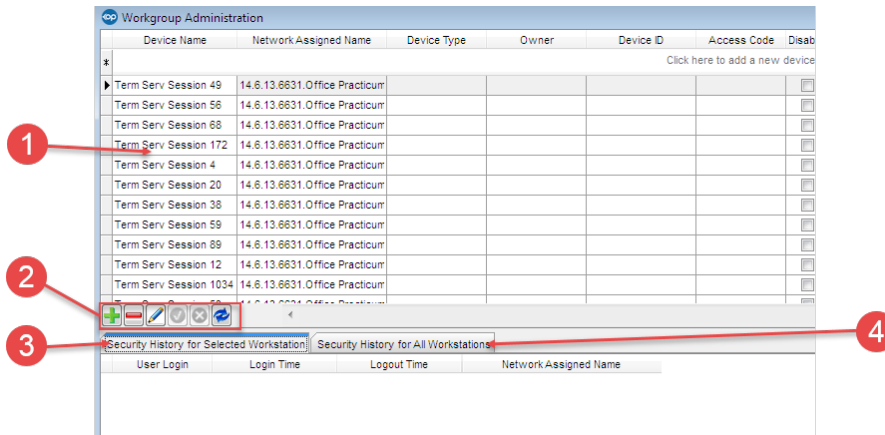 op Workgroup Administration
Device Name Network Assigned Name Device Type Owner Device ID Access Code Disab
* Click here to add a new device
Term Serv Session 49 14.6.13.6631.Office Practicum
Term Serv Session 56 14.6.13.6631.Office Practicum
Term Serv Session 68 14.6.13.6631.Office Practicum
1
Term Serv Session 172 14.6.13.6631.Office Practicum
Term Serv Session 4 14.6.13.6631.Office Practicum
Term Serv Session 20 14.6.13.6631.Office Practicum
Term Serv Session 38 14.6.13.6631.Office Practicum
Term Serv Session 59 14.6.13.6631.Office Practicum
Term Serv Session 89 14.6.13.6631.Office Practicum
Term Serv Session 12 14.6.13.6631.Office Practicum
2
Term Serv Session 1034 14.6.13.6631.Office Practicum
3
Security History for Selected Workstation Security History for All Workstations
4
User Login Login Time Logout Time Network Assigned Name